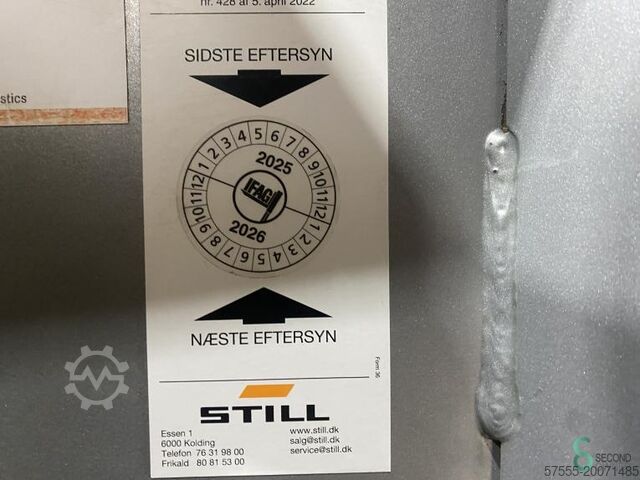 nr. 428 af 5. april 2022
SIDSTE EFTERSYN
stics
1 2 3 4 5 6 7 8 9 10 11 12
2025
IFAG
2026
1 2 3 4 5 6 7 8 9 10 11 12
NÆSTE EFTERSYN
Form 36
STILL
Essen 1
6000 Kolding
Telefon 76 31 98 00
Frikald 80 81 53 00
www.still.dk
salg@still.dk
service@still.dk
SECOND
57555-20071485